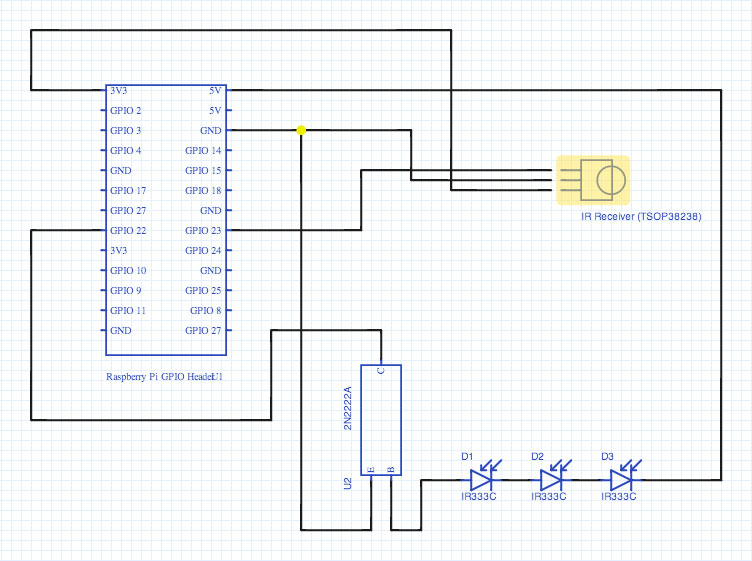 3V3 5V
GPIO 2 5V
GPIO 3 GND
GPIO 4 GPIO 14
GND GPIO 15
GPIO 17 GPIO 18
GPIO 27 GND
GPIO 22 GPIO 23
3V3 GPIO 24
GPIO 10 GND
GPIO 9 GPIO 25
GPIO 11 GPIO 8
GND GPIO 27
Raspberry Pi GPIO Header U1
IR Receiver (TSOP38238)
C
2N2222A
E B
U2
D1 D2 D3
IR333C IR333C IR333C